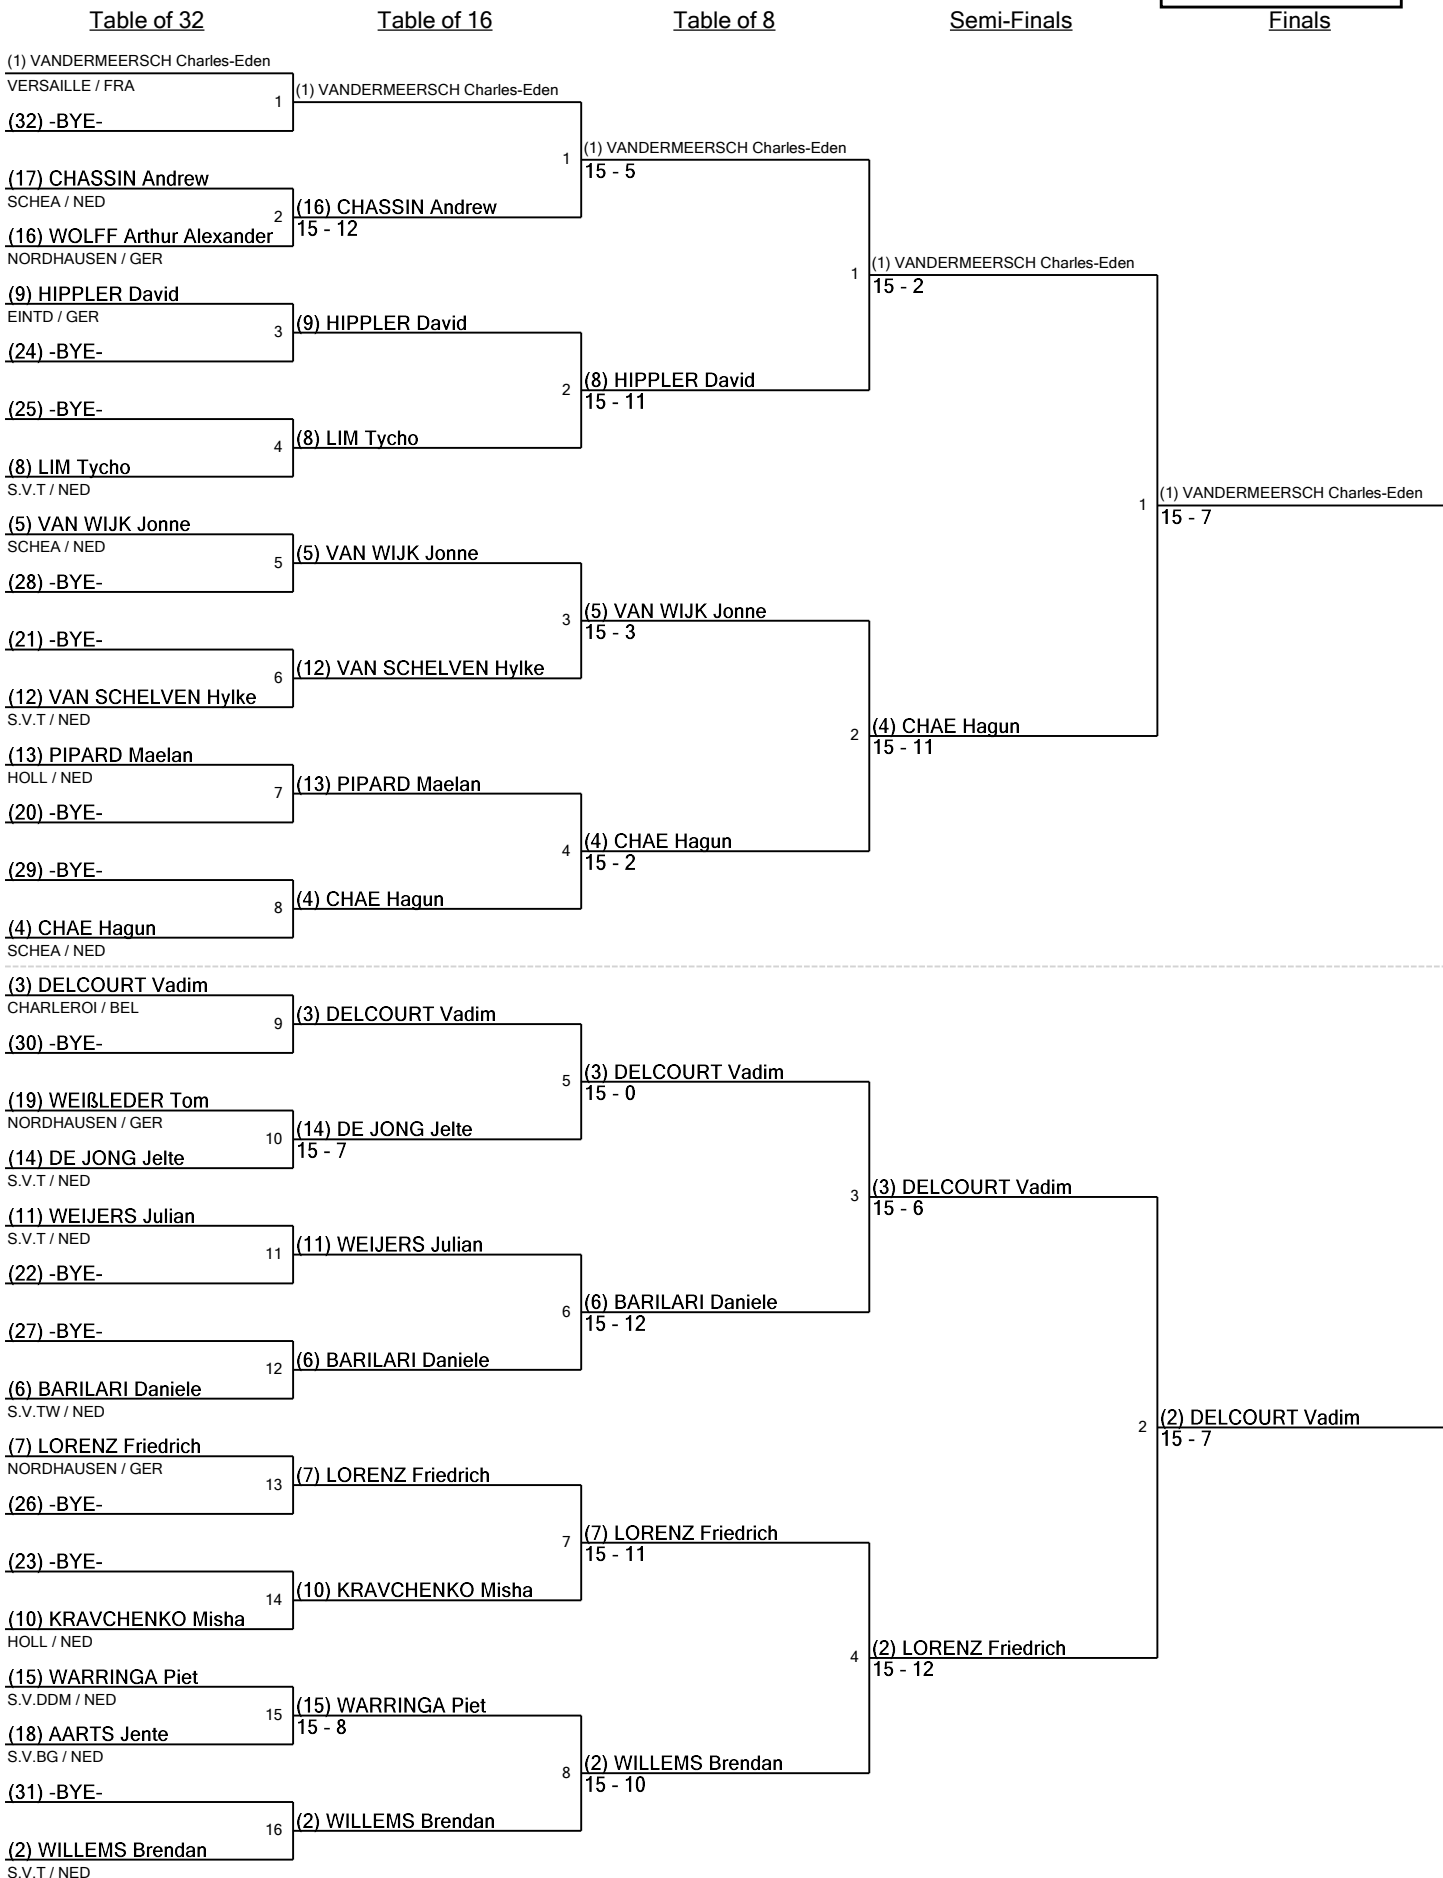 Table of 32
Table of 16
Table of 8
Semi-Finals
Finals
(1) VANDERMEERSCH Charles-Eden
VERSAILLE / FRA
1
(32) -BYE-
(17) CHASSIN Andrew
SCHEA / NED
2
(16) WOLFF Arthur Alexander
NORDHAUSEN / GER
(9) HIPPLER David
EINTD / GER
3
(24) -BYE-
(25) -BYE-
4
(8) LIM Tycho
S.V.T / NED
(5) VAN WIJK Jonne
SCHEA / NED
5
(28) -BYE-
(21) -BYE-
6
(12) VAN SCHELVEN Hylke
S.V.T / NED
(13) PIPARD Maelan
HOLL / NED
7
(20) -BYE-
(29) -BYE-
8
(4) CHAE Hagun
SCHEA / NED
(3) DELCOURT Vadim
CHARLEROI / BEL
9
(30) -BYE-
(19) WEIßLEDER Tom
NORDHAUSEN / GER
10
(14) DE JONG Jelte
S.V.T / NED
(11) WEIJERS Julian
S.V.T / NED
11
(22) -BYE-
(27) -BYE-
12
(6) BARILARI Daniele
S.V.TW / NED
(7) LORENZ Friedrich
NORDHAUSEN / GER
13
(26) -BYE-
(23) -BYE-
14
(10) KRAVCHENKO Misha
HOLL / NED
(15) WARRINGA Piet
S.V.DDM / NED
15
(18) AARTS Jente
S.V.BG / NED
(31) -BYE-
16
(2) WILLEMS Brendan
S.V.T / NED
(1) VANDERMEERSCH Charles-Eden
1
(16) CHASSIN Andrew
15 - 12
(9) HIPPLER David
2
(8) LIM Tycho
(5) VAN WIJK Jonne
3
(12) VAN SCHELVEN Hylke
(13) PIPARD Maelan
4
(4) CHAE Hagun
(3) DELCOURT Vadim
5
(14) DE JONG Jelte
15 - 7
(11) WEIJERS Julian
6
(6) BARILARI Daniele
(7) LORENZ Friedrich
7
(10) KRAVCHENKO Misha
(15) WARRINGA Piet
15 - 8
8
(2) WILLEMS Brendan
(1) VANDERMEERSCH Charles-Eden
15 - 5
1
(8) HIPPLER David
15 - 11
(5) VAN WIJK Jonne
15 - 3
2
(4) CHAE Hagun
15 - 2
(3) DELCOURT Vadim
15 - 0
3
(6) BARILARI Daniele
15 - 12
(7) LORENZ Friedrich
15 - 11
4
(2) WILLEMS Brendan
15 - 10
(1) VANDERMEERSCH Charles-Eden
15 - 2
1
(4) CHAE Hagun
15 - 11
(3) DELCOURT Vadim
15 - 6
2
(2) LORENZ Friedrich
15 - 12
(1) VANDERMEERSCH Charles-Eden
15 - 7
(2) DELCOURT Vadim
15 - 7